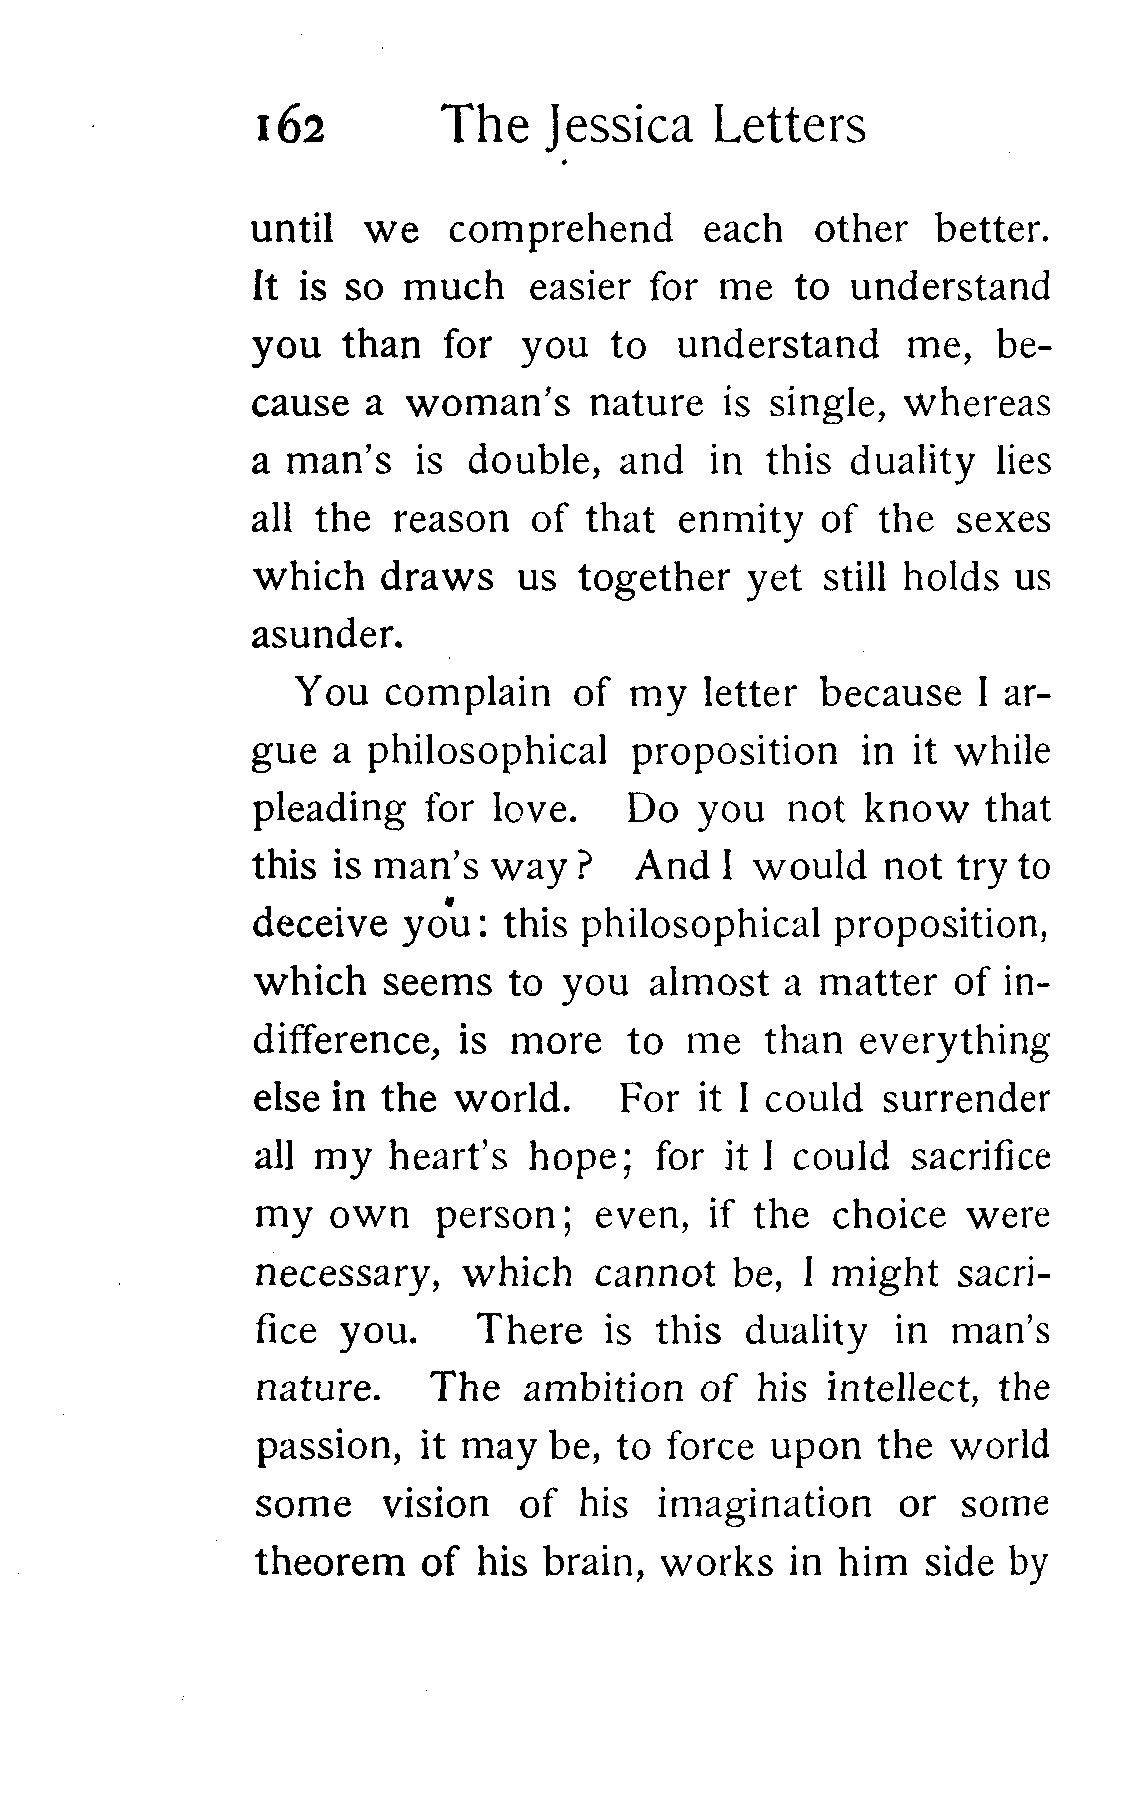 162 The Jessica Letters
until we comprehend each other better.
It is so much easier for me to understand
you than for you to understand me, be-
cause a woman's nature is single, whereas
a man's is double, and in this duality lies
all the reason of that enmity of the sexes
which draws us together yet still holds us
asunder.
You complain of my letter because I ar-
gue a philosophical proposition in it while
pleading for love. Do you not know that
this is man's way? And I would not try to
deceive you: this philosophical proposition,
which seems to you almost a matter of in-
difference, is more to me than everything
else in the world. For it I could surrender
all my heart's hope; for it I could sacrifice
my own person; even, if the choice were
necessary, which cannot be, I might sacri-
fice you. There is this duality in man's
nature. The ambition of his intellect, the
passion, it may be, to force upon the world
some vision of his imagination or some
theorem of his brain, works in him side by